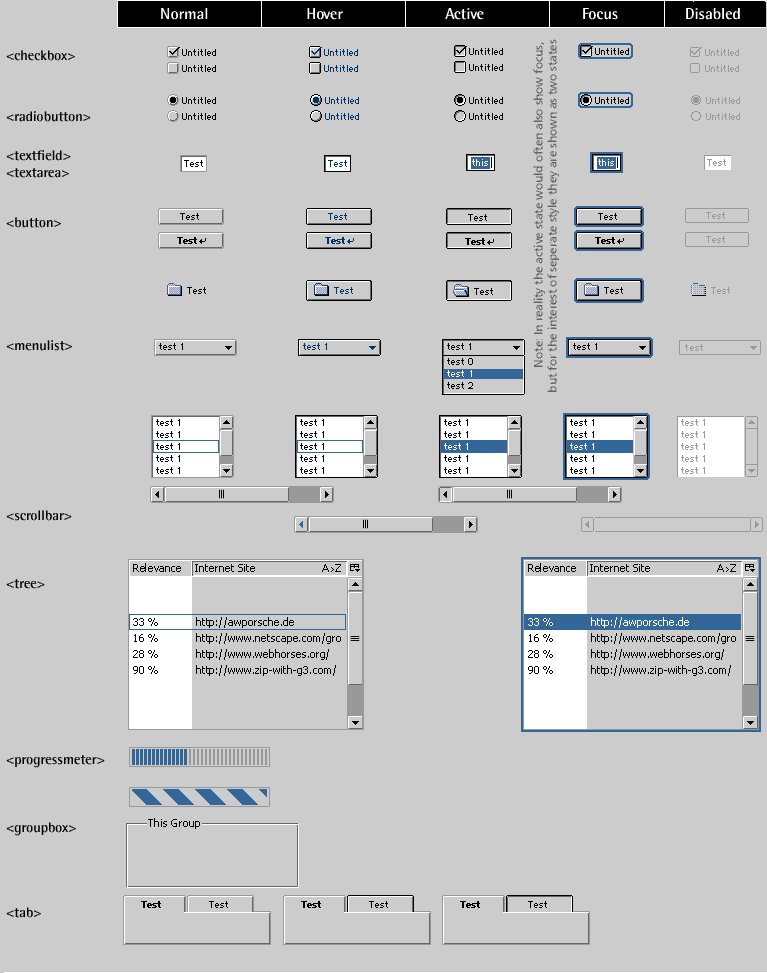 Normal Hover Active Focus Disabled
<checkbox>
Untitled Untitled Untitled Untitled Untitled
Untitled Untitled Untitled Untitled
<radiobutton>
Untitled Untitled Untitled Untitled Untitled
Untitled Untitled Untitled Untitled
<textfield>
<textarea>
Test Test this this Test
<button>
Test Test Test Test Test
Test Test Test Test Test
Test Test Test Test Test
Note: In reality the active state would often also show focus,
but for the interest of seperate style they are shown as two states
<menulist>
test 1 test 1 test 1 test 1 test
test 0
test 1
test 2
test 1 test 1 test 1 test 1 test 1
test 1 test 1 test 1 test 1 test 1
test 1 test 1 test 1 test 1 test 1
test 1 test 1 test 1 test 1 test 1
test 1 test 1 test 1 test 1 test 1
<scrollbar>
<tree>
Relevance Internet Site A>Z Relevance Internet Site A>Z
33 % http://awporsche.de 33 % http://awporsche.de
16 % http://www.netscape.com/gro 16 % http://www.netscape.com/gro
28 % http://www.webhorses.org/ 28 % http://www.webhorses.org/
90 % http://www.zip-with-g3.com/ 90 % http://www.zip-with-g3.com/
<progressmeter>
<groupbox>
This Group
<tab>
Test Test Test Test Test Test